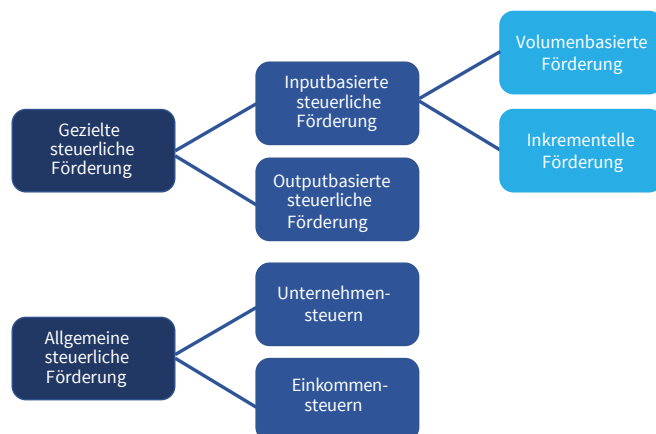 Gezielte
steuerliche
Förderung
Inputbasierte
steuerliche
Förderung
Volumenbasierte
Förderung
Inkrementelle
Förderung
Outputbasierte
steuerliche
Förderung
Allgemeine
steuerliche
Förderung
Unternehmen-
steuern
Einkommen-
steuern